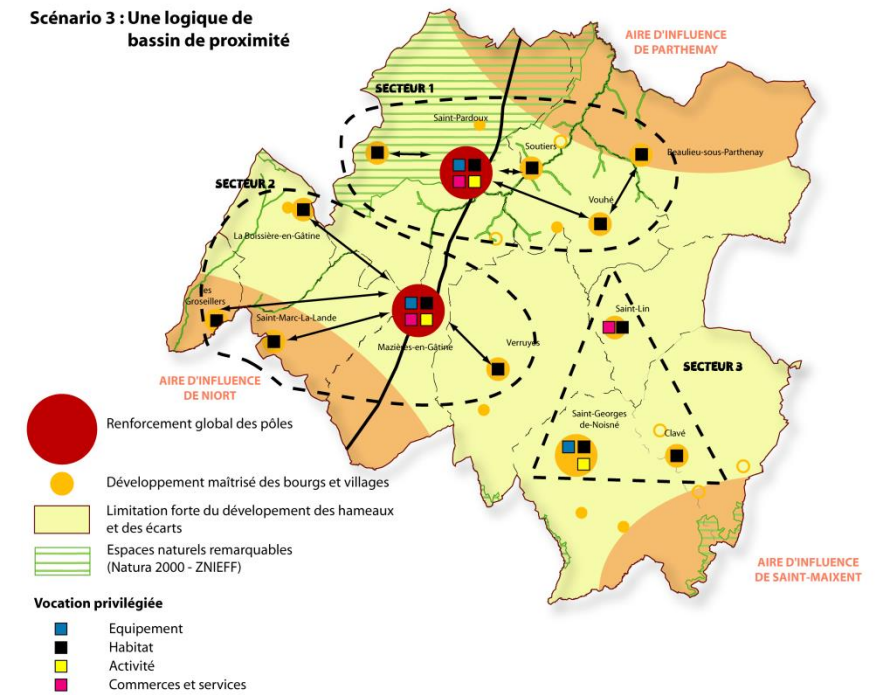 Scénario 3 : Une logique de
bassin de proximité
AIRE D'INFLUENCE
DE PARTHENAY
SECTEUR 1
Saint-Pardoux
Soutiers
Beaulieu-sous-Parthenay
SECTEUR 2
Vouhé
La Boissière-en-Gâtine
Les
Groseillers
Saint-Marc-La-Lande
Saint-Lin
Mazières-en-Gâtine
Verruyes
SECTEUR 3
AIRE D'INFLUENCE
DE NIORT
Saint-Georges
de-Noisné
Clavé
Renforcement global des pôles
Développement maîtrisé des bourgs et villages
Limitation forte du dévelopement des hameaux
et des écarts
Espaces naturels remarquables
(Natura 2000 - ZNIEFF)
AIRE D'INFLUENCE
DE SAINT-MAIXENT
Vocation privilégiée
Equipement
Habitat
Activité
Commerces et services